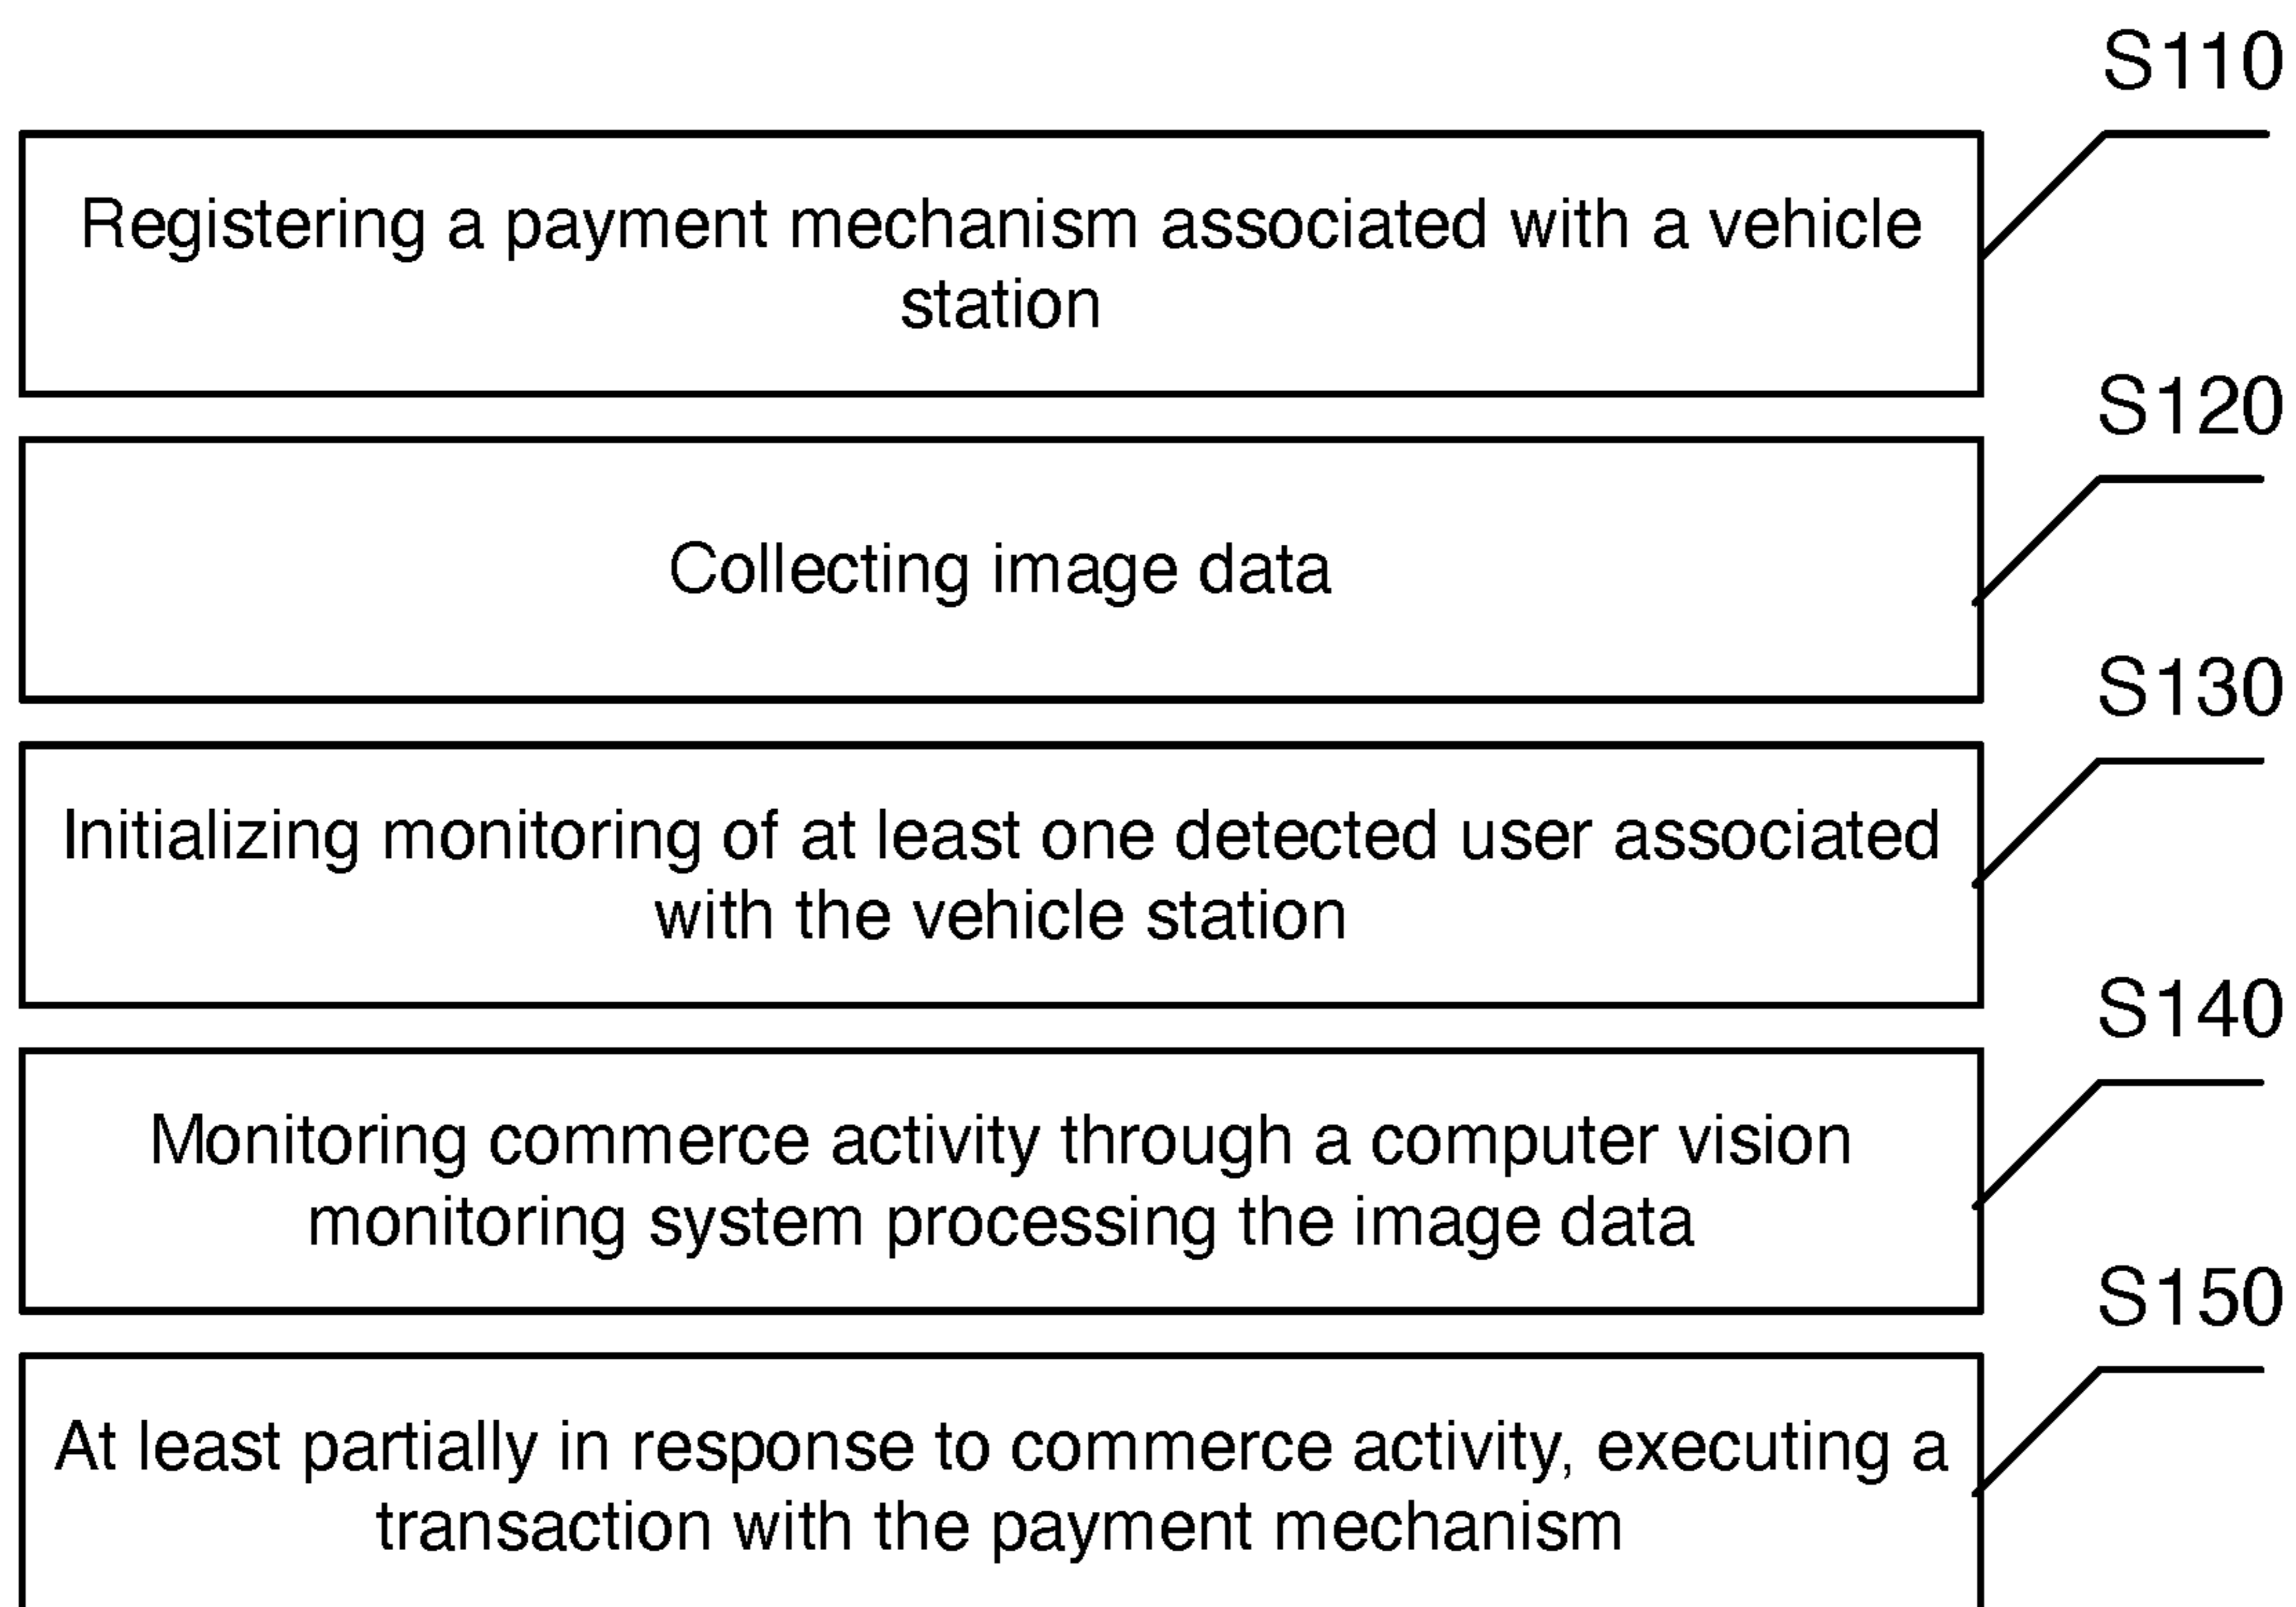 S110
Registering a payment mechanism associated with a vehicle
station
S120
Collecting image data
S130
Initializing monitoring of at least one detected user associated
with the vehicle station
S140
Monitoring commerce activity through a computer vision
monitoring system processing the image data
S150
At least partially in response to commerce activity, executing a
transaction with the payment mechanism